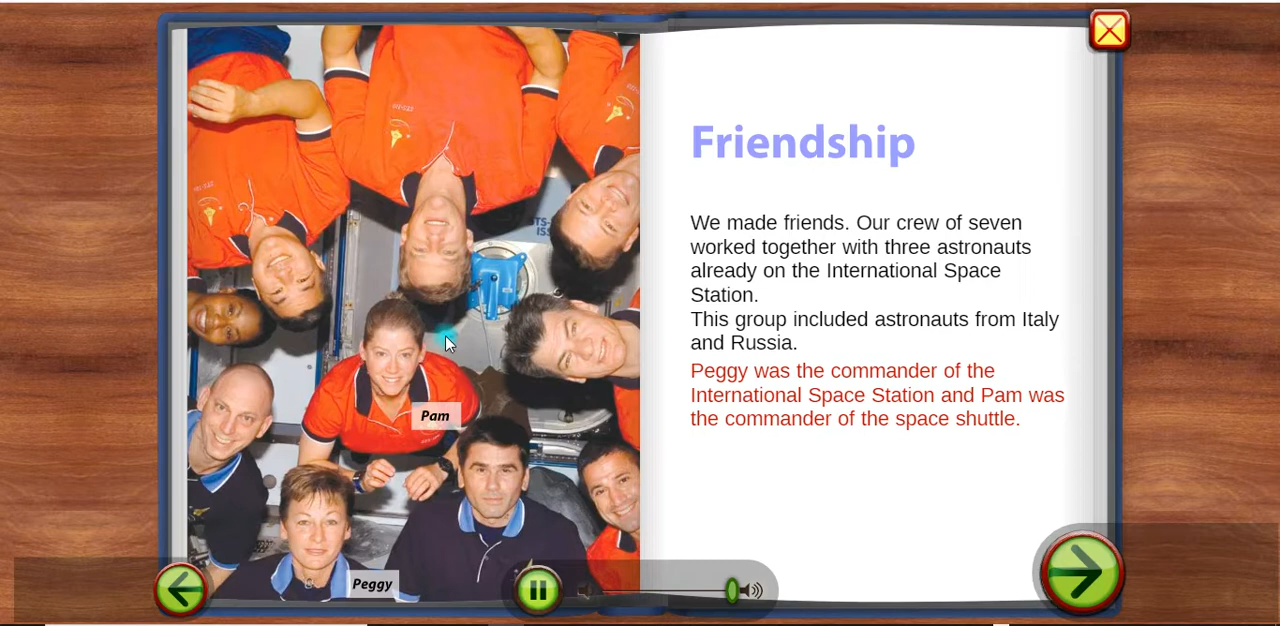 Friendship
We made friends. Our crew of seven
worked together with three astronauts
already on the International Space
Station.
This group included astronauts from Italy
and Russia.
Peggy was the commander of the
International Space Station and Pam was
the commander of the space shuttle.
Pam
Peggy